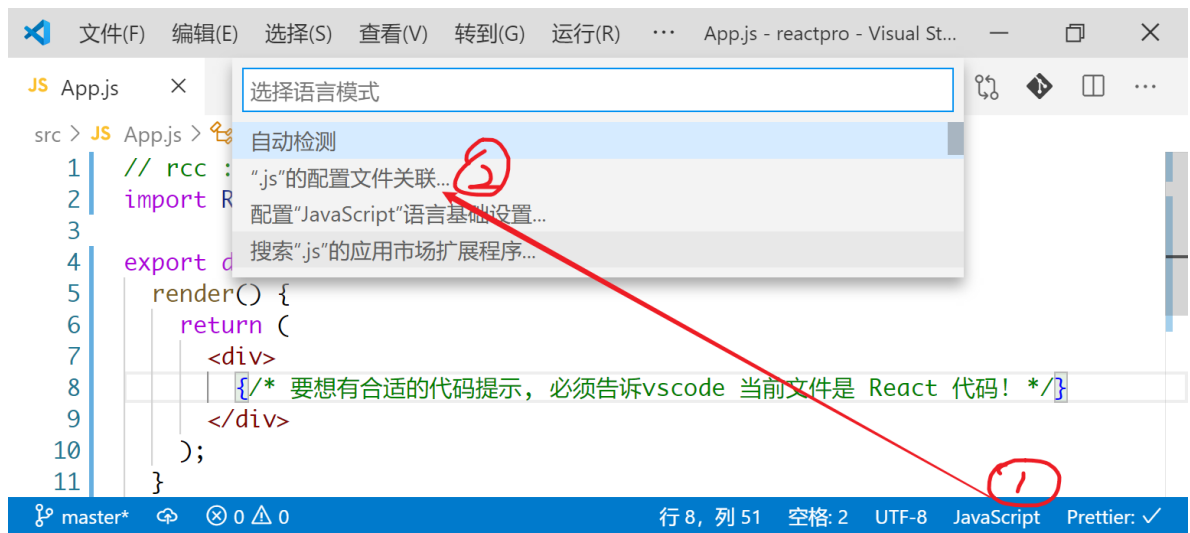 文件(F) 编辑(E) 选择(S) 查看(V) 转到(G) 运行(R) ··· App.js - reactpro - Visual St...
JS App.js
选择语言模式
src > JS App.js >
自动检测
“.js”的配置文件关联...
配置“JavaScript”语言基础设置...
搜索“.js”的应用市场扩展程序...
2
1 // rcc :
2 import R
3
4 export d
5 render() {
6 return (
7 <div>
8 {/* 要想有合适的代码提示, 必须告诉vscode 当前文件是 React 代码! */}
9 </div>
10 );
11 }
1
master* 0 0 行 8, 列 51 空格: 2 UTF-8 JavaScript Prettier: ✓